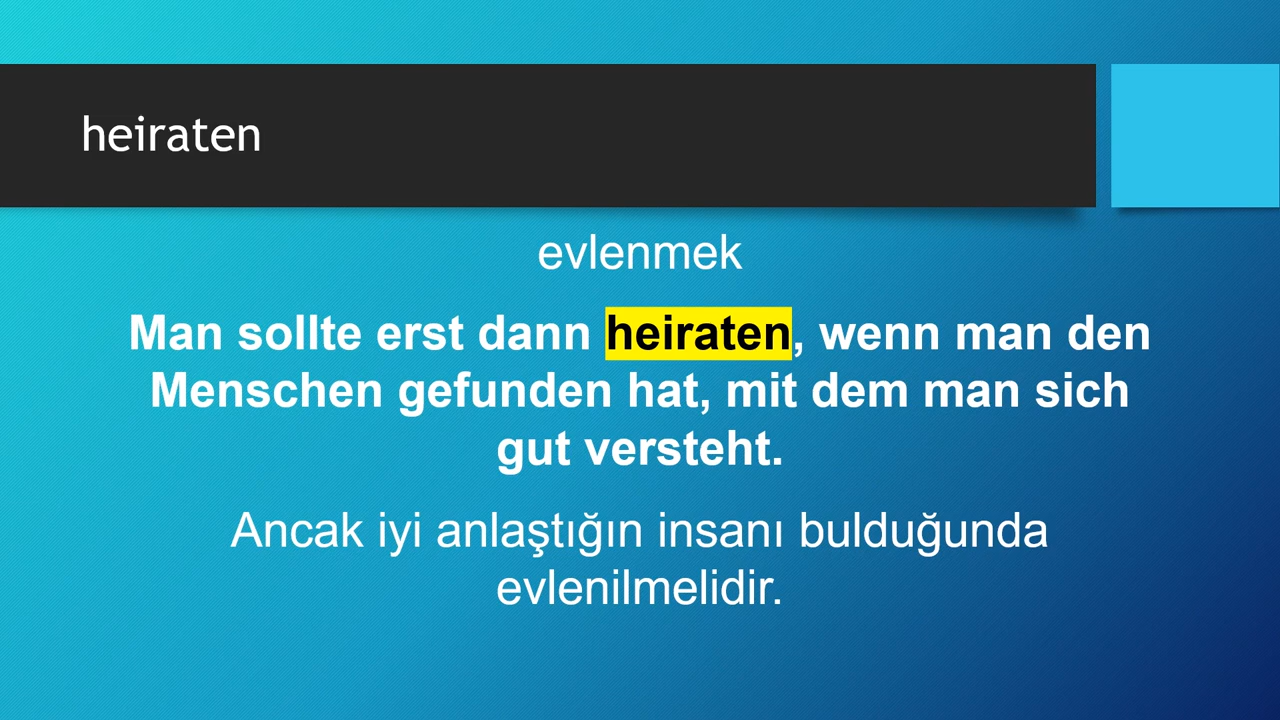 heiraten
evlenmek
Man sollte erst dann heiraten, wenn man den
Menschen gefunden hat, mit dem man sich
gut versteht.
Ancak iyi anlaştığın insanı bulduğunda
evlenilmelidir.